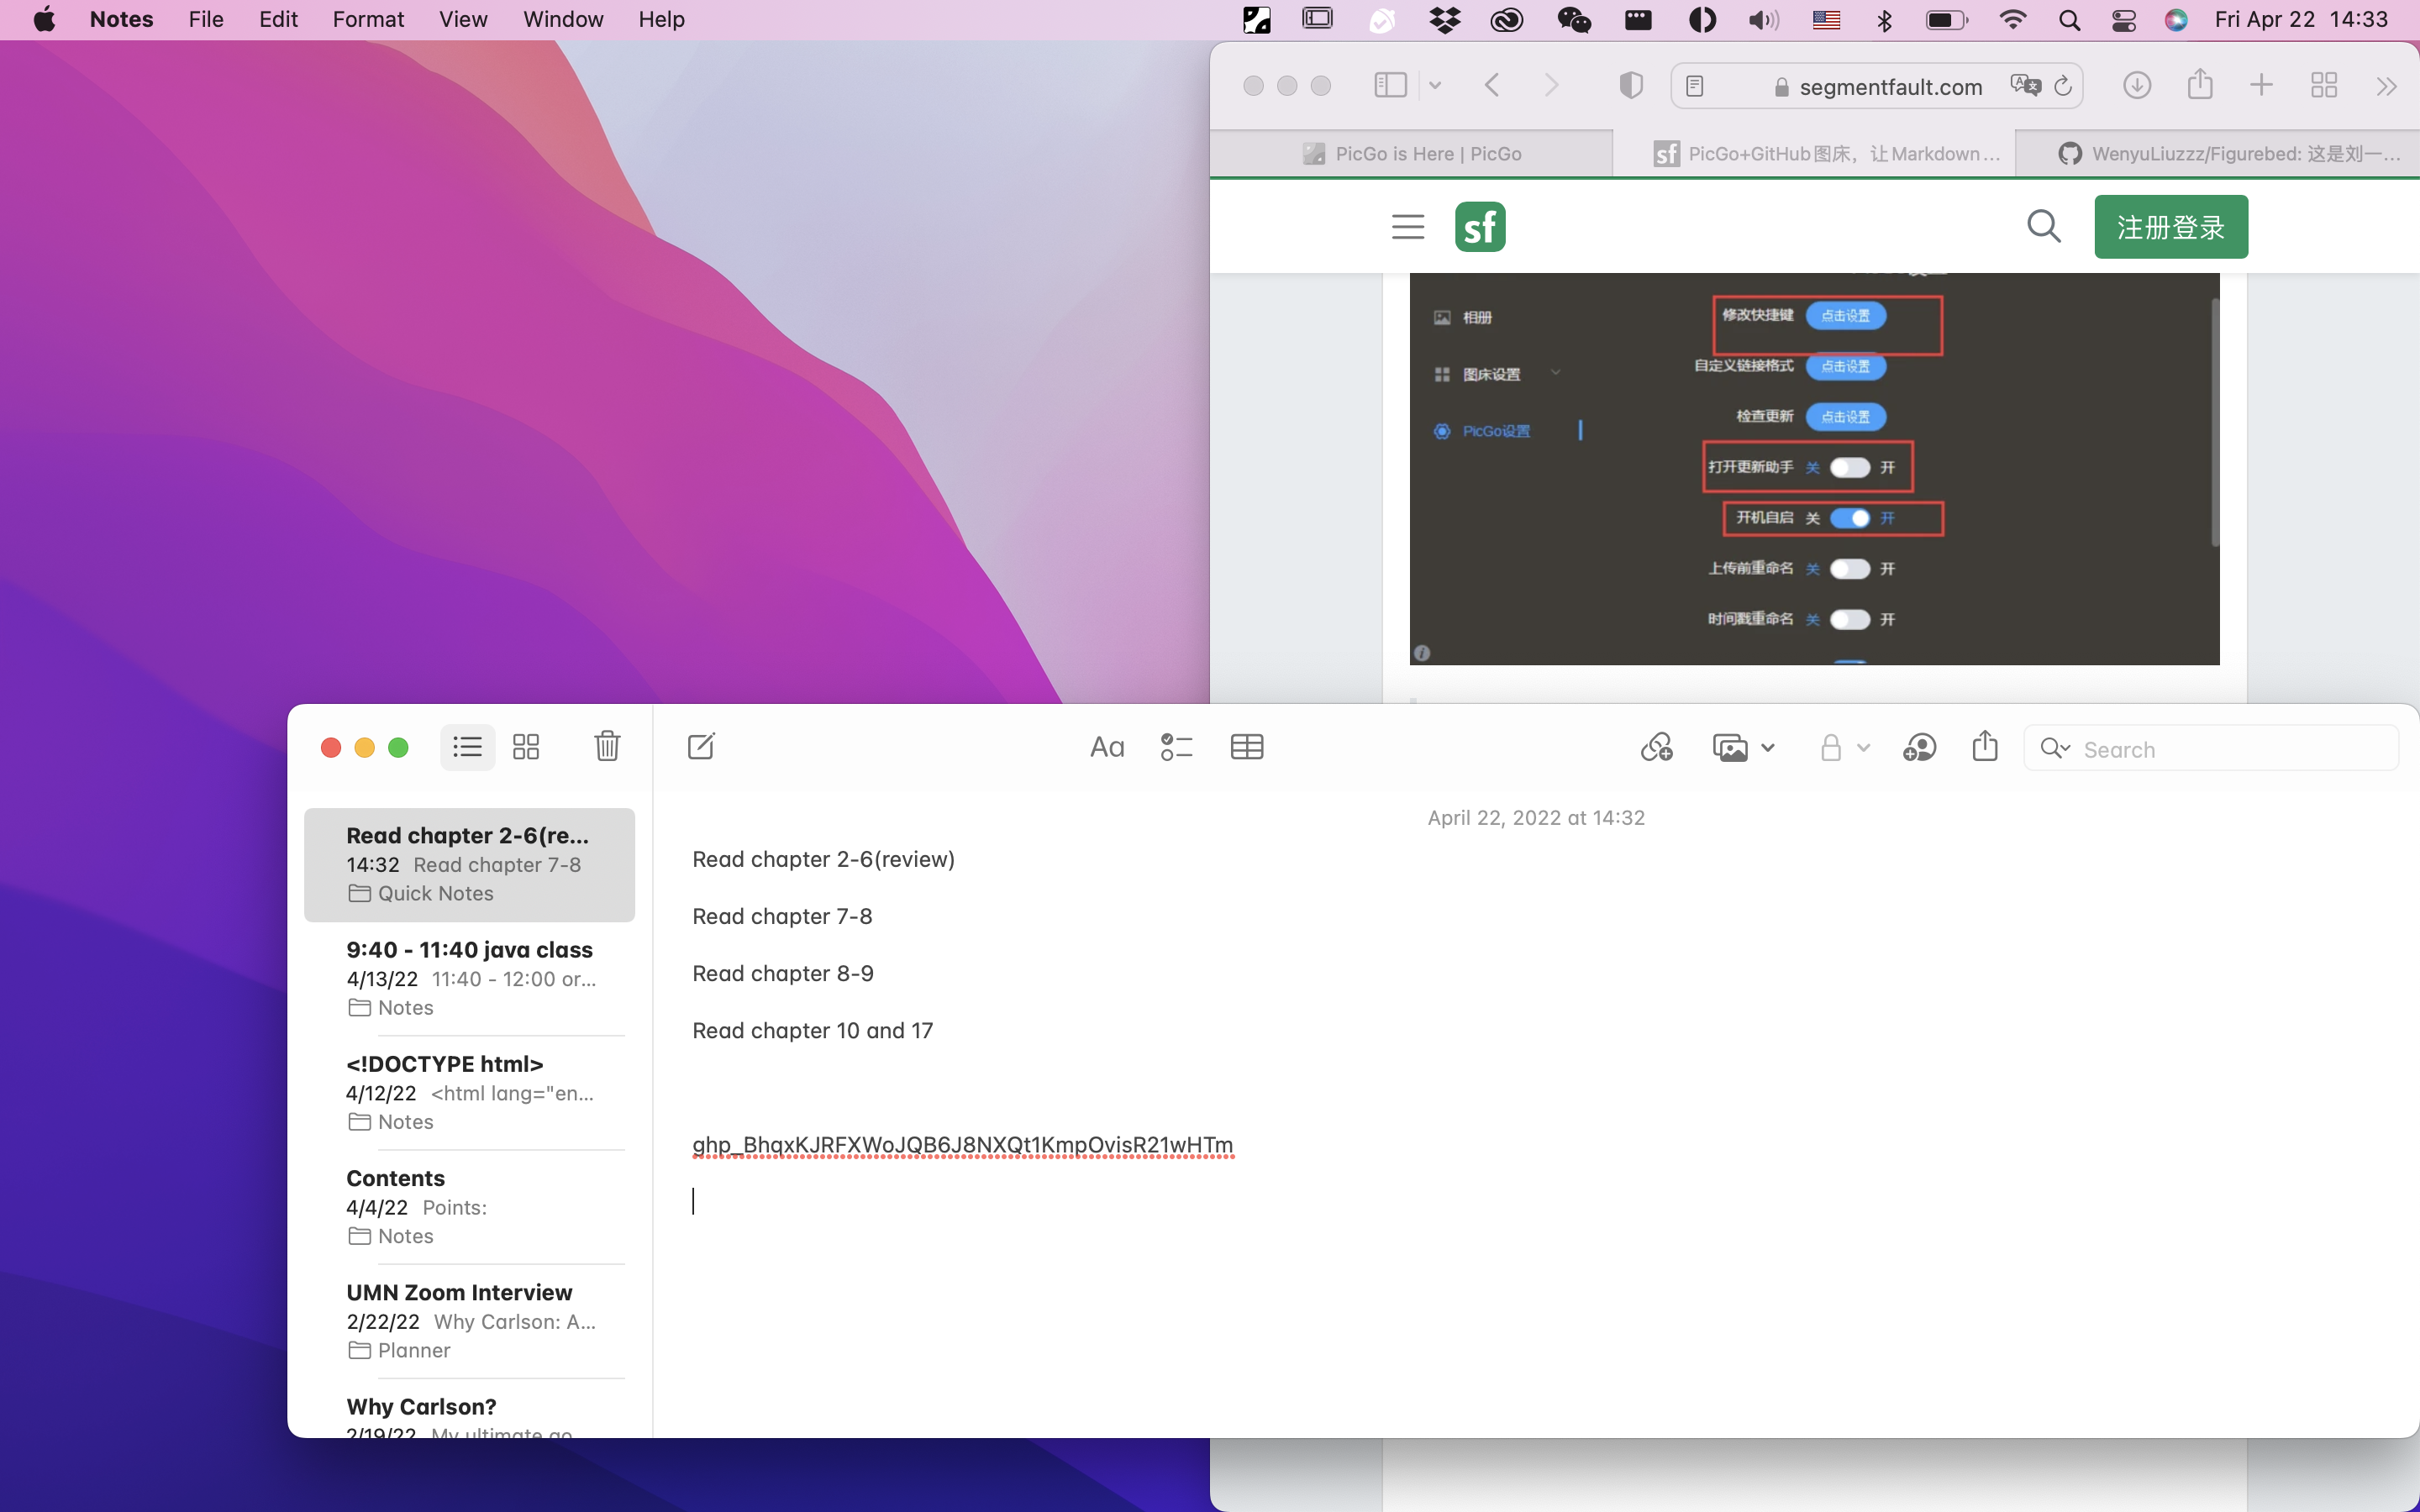 Notes File Edit Format View Window Help
Fri Apr 22 14:33
segmentfault.com
PicGo is Here | PicGo
PicGo+GitHub图床，让Markdown…
WenyuLiuzzz/Figurebed: 这是刘一…
sf
注册登录
相册
图床设置
PicGo设置
修改快捷键 点击设置
自定义链接格式 点击设置
检查更新 点击设置
打开更新助手 关 开
开机自启 关 开
上传前重命名 关 开
时间戳重命名 关 开
Aa
Search
Read chapter 2-6(re...
14:32 Read chapter 7-8
Quick Notes
9:40 - 11:40 java class
4/13/22 11:40 - 12:00 or...
Notes
<!DOCTYPE html>
4/12/22 <html lang="en...
Notes
Contents
4/4/22 Points:
Notes
UMN Zoom Interview
2/22/22 Why Carlson: A...
Planner
Why Carlson?
2/19/22 My ultimate go
April 22, 2022 at 14:32
Read chapter 2-6(review)
Read chapter 7-8
Read chapter 8-9
Read chapter 10 and 17
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